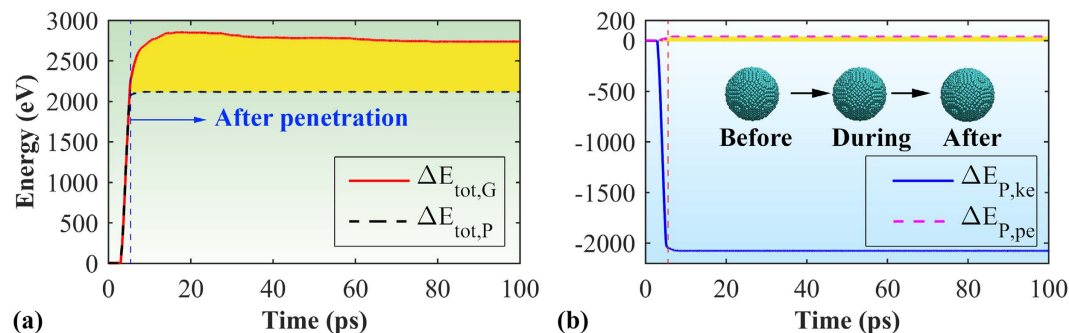 3000
2500
2000
1500
1000
500
0
Energy (eV)
After penetration
ΔE_tot,G
ΔE_tot,P
0 20 40 60 80 100
Time (ps)
(a)
200
0
-500
-1000
-1500
-2000
2200
Before During After
ΔE_P,ke
ΔE_P,pe
0 20 40 60 80 100
Time (ps)
(b)